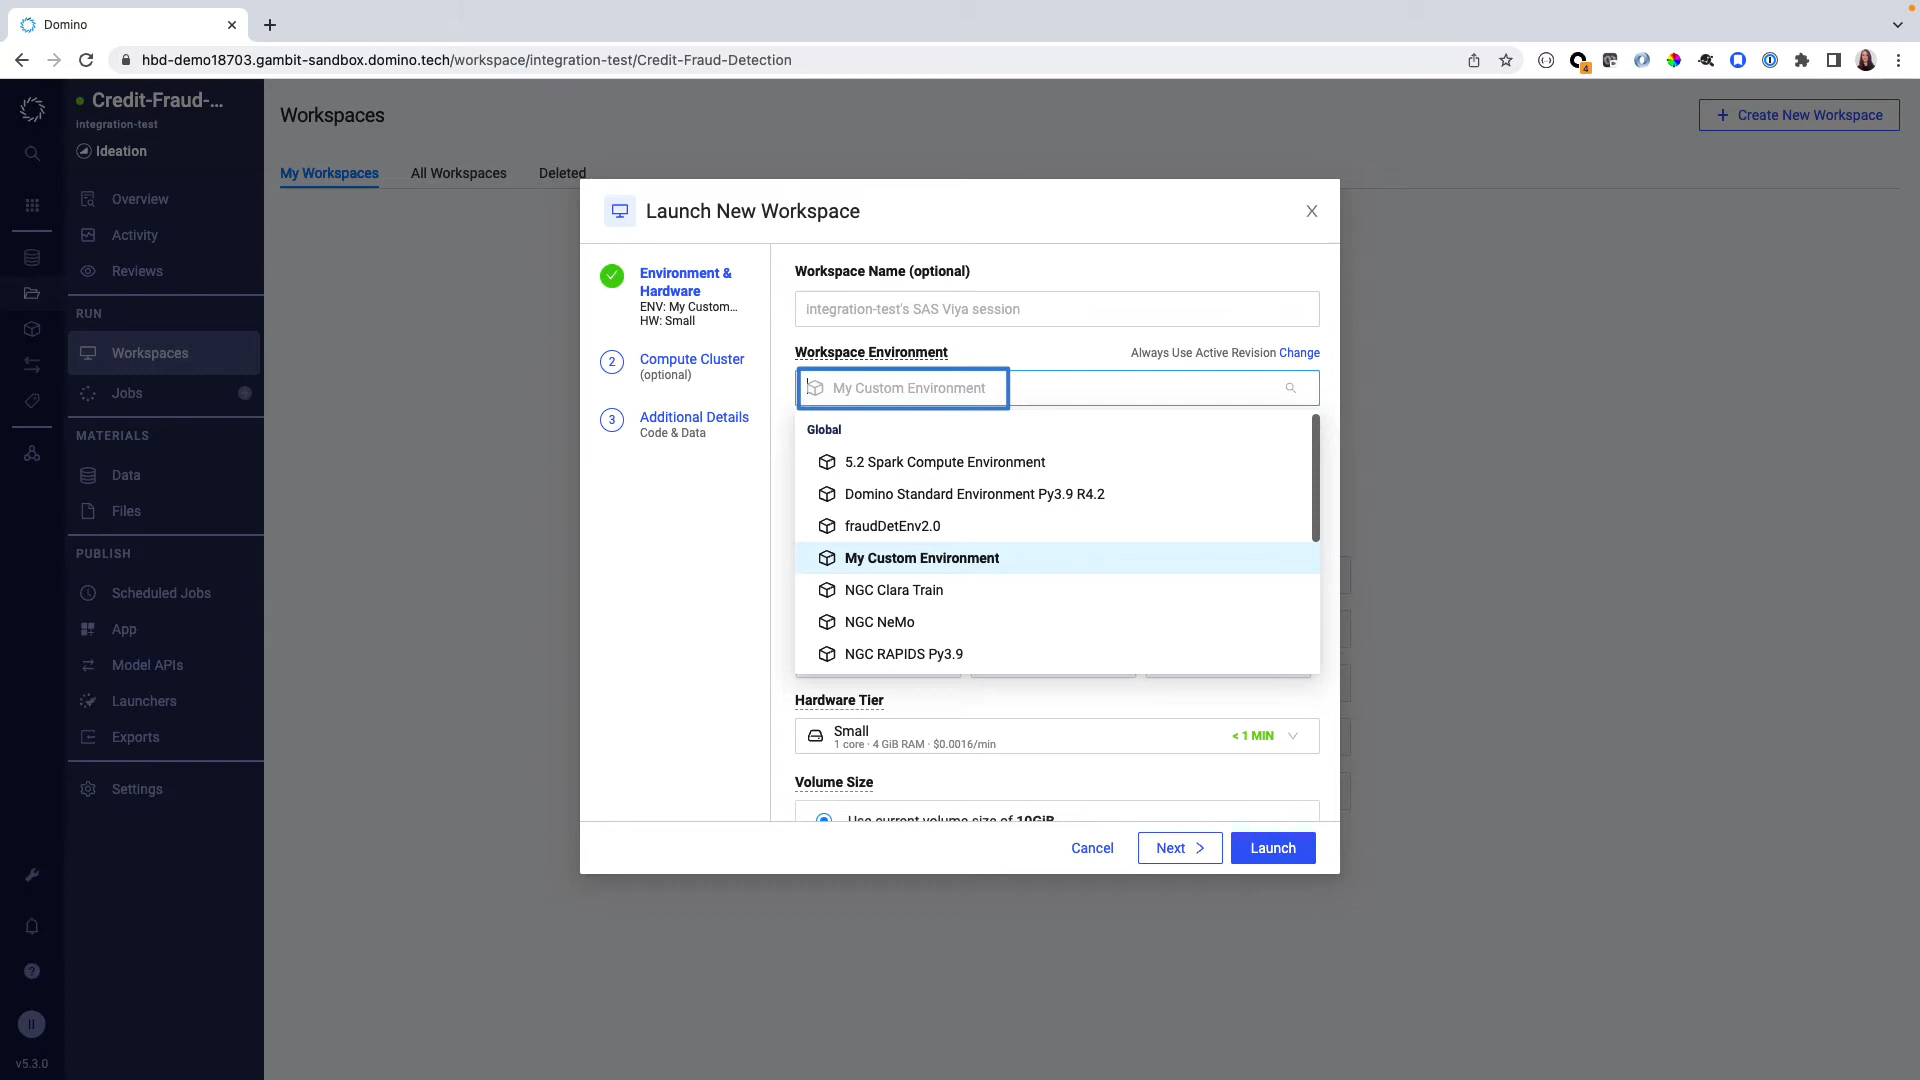 Domino
hbd-demo18703.gambit-sandbox.domino.tech/workspace/integration-test/Credit-Fraud-Detection
4
Credit-Fraud-...
integration-test
Ideation
Overview
Activity
Reviews
RUN
Workspaces
Jobs
MATERIALS
Data
Files
PUBLISH
Scheduled Jobs
App
Model APIs
Launchers
Exports
Settings
II
v5.3.0
Workspaces
+ Create New Workspace
My Workspaces
All Workspaces
Deleted
Launch New Workspace
Environment &
Hardware
ENV: My Custom...
HW: Small
2
Compute Cluster
(optional)
3
Additional Details
Code & Data
Workspace Name (optional)
integration-test's SAS Viya session
Workspace Environment
Always Use Active Revision Change
My Custom Environment
Global
5.2 Spark Compute Environment
Domino Standard Environment Py3.9 R4.2
fraudDetEnv2.0
My Custom Environment
NGC Clara Train
NGC NeMo
NGC RAPIDS Py3.9
Hardware Tier
Small
1 core · 4 GiB RAM · $0.0016/min
< 1 MIN
Volume Size
Use current volume size of 10GiB
Cancel
Next
Launch